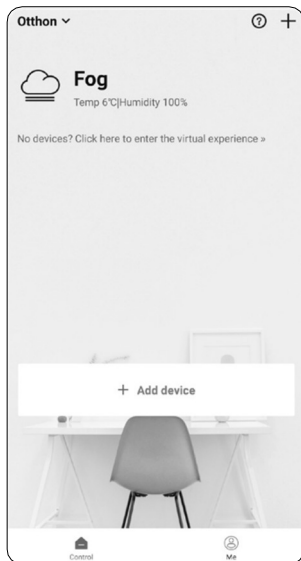 Otthon
Fog
Temp 6℃|Humidity 100%
No devices? Click here to enter the virtual experience »
+ Add device
Control
Me